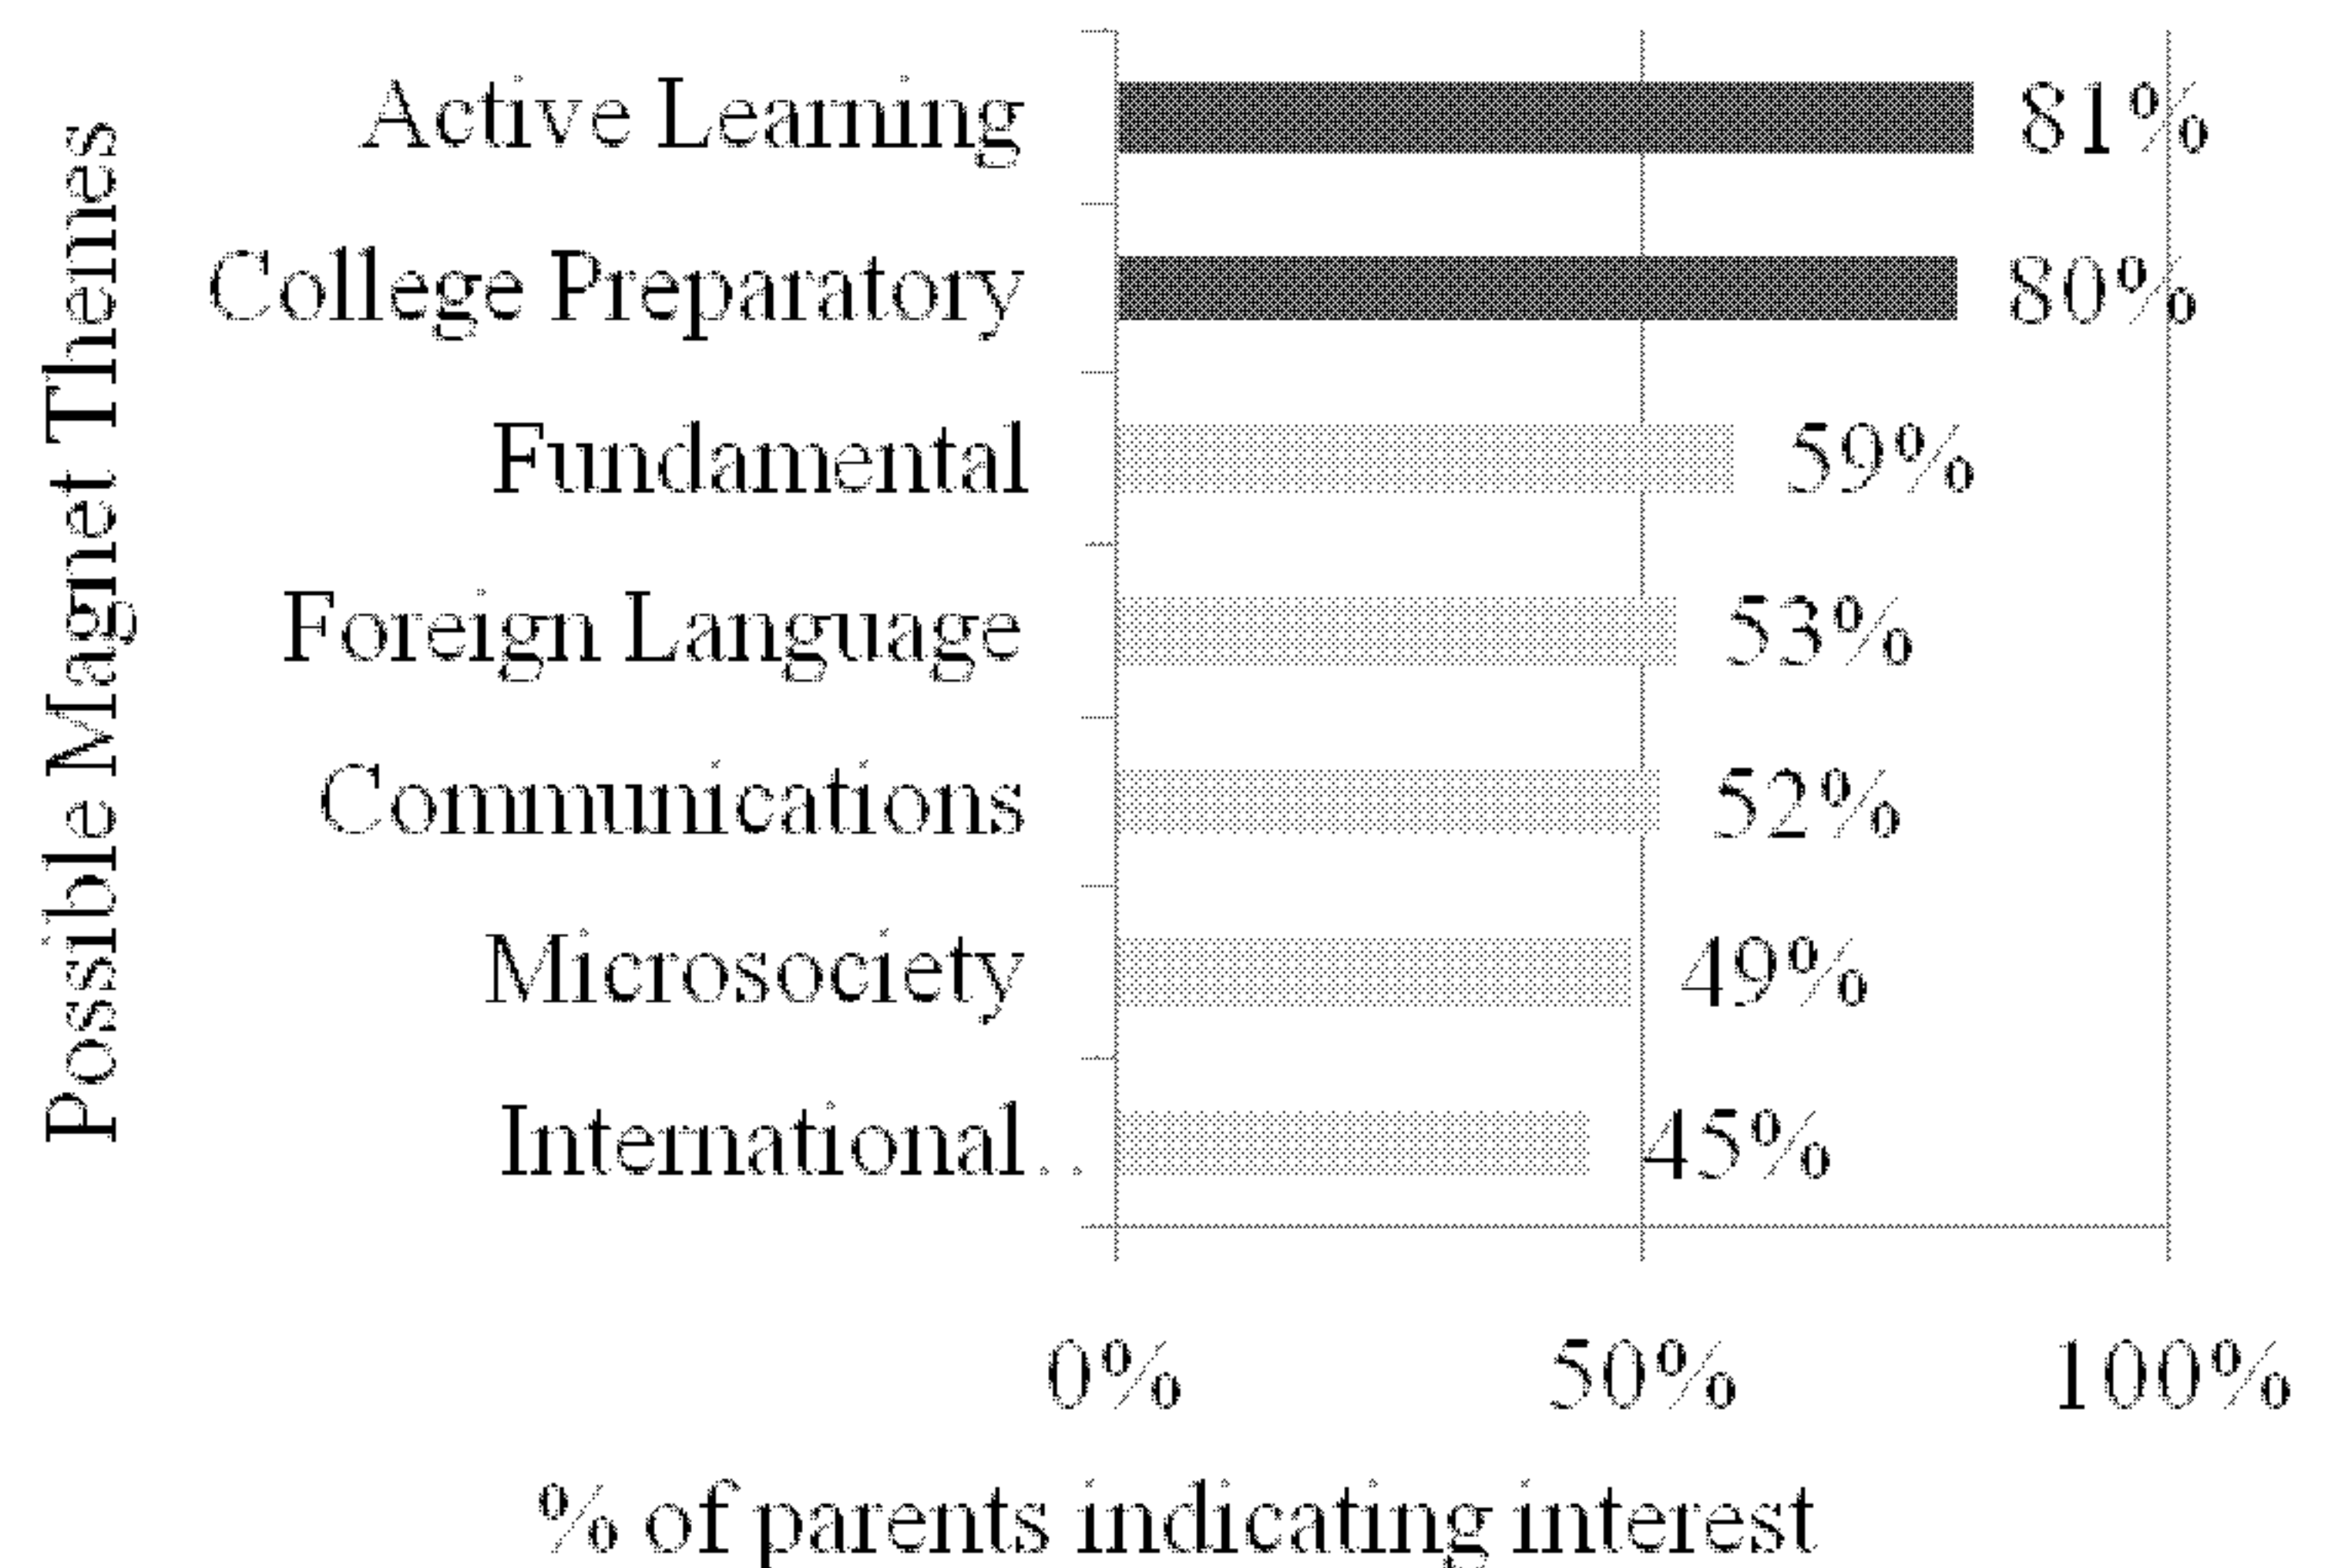 Possible Magnet Themes
Active Learning 81%
College Preparatory 80%
Fundamental 59%
Foreign Language 53%
Communications 52%
Microsociety 49%
International.. 45%
0% 50% 100%
% of parents indicating interest